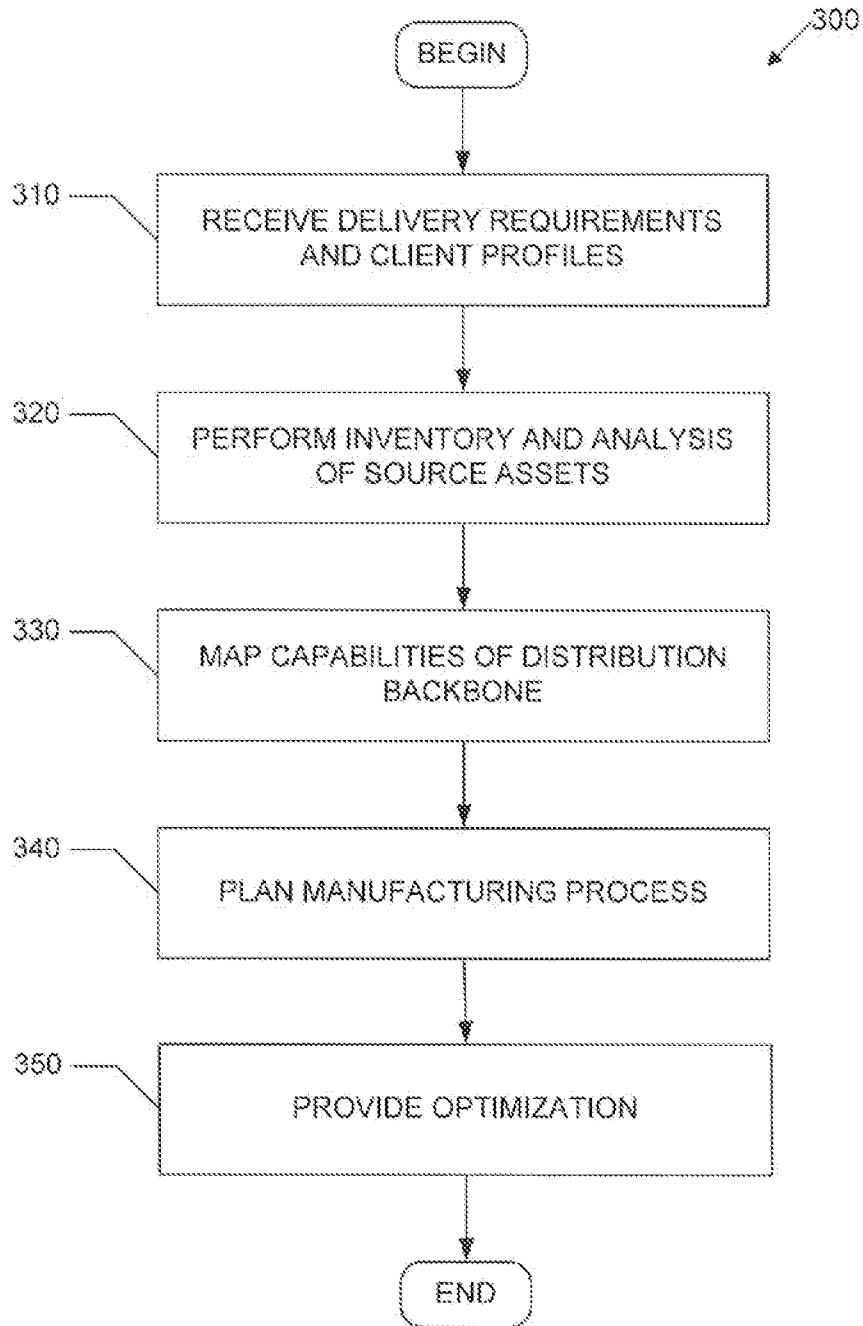 300
BEGIN
310
RECEIVE DELIVERY REQUIREMENTS
AND CLIENT PROFILES
320
PERFORM INVENTORY AND ANALYSIS
OF SOURCE ASSETS
330
MAP CAPABILITIES OF DISTRIBUTION
BACKBONE
340
PLAN MANUFACTURING PROCESS
350
PROVIDE OPTIMIZATION
END